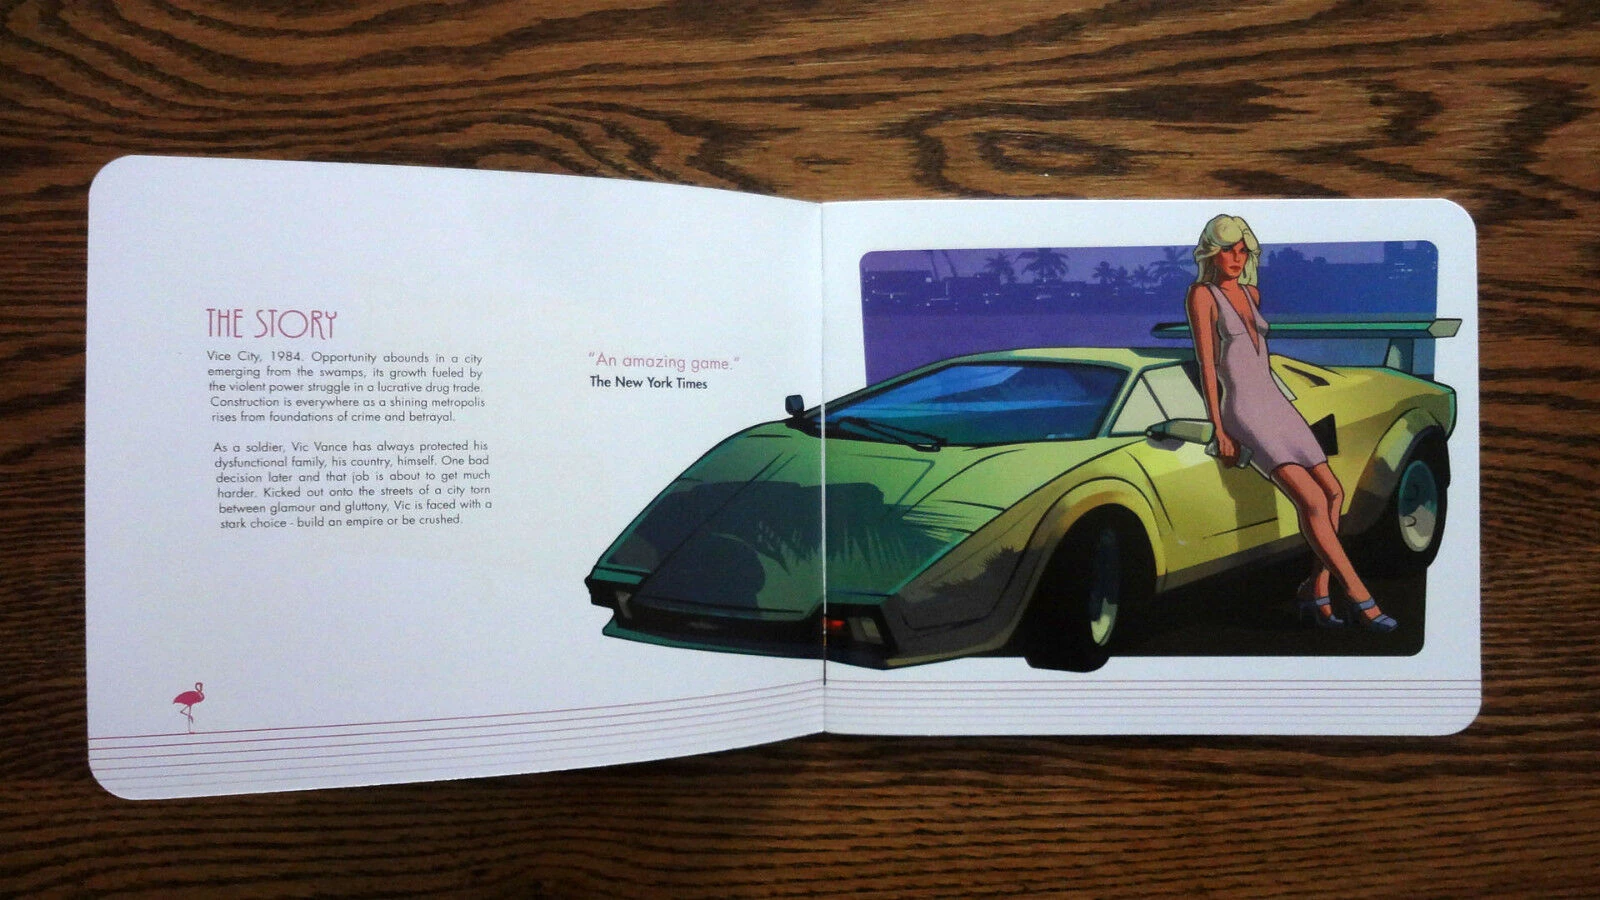 THE STORY
Vice City, 1984. Opportunity abounds in a city
emerging from the swamps, its growth fueled by
the violent power struggle in a lucrative drug trade.
Construction is everywhere as a shining metropolis
rises from foundations of crime and betrayal.
As a soldier, Vic Vance has always protected his
dysfunctional family, his country, himself. One bad
decision later and that job is about to get much
harder. Kicked out onto the streets of a city torn
between glamour and gluttony, Vic is faced with a
stark choice - build an empire or be crushed.
"An amazing game."
The New York Times